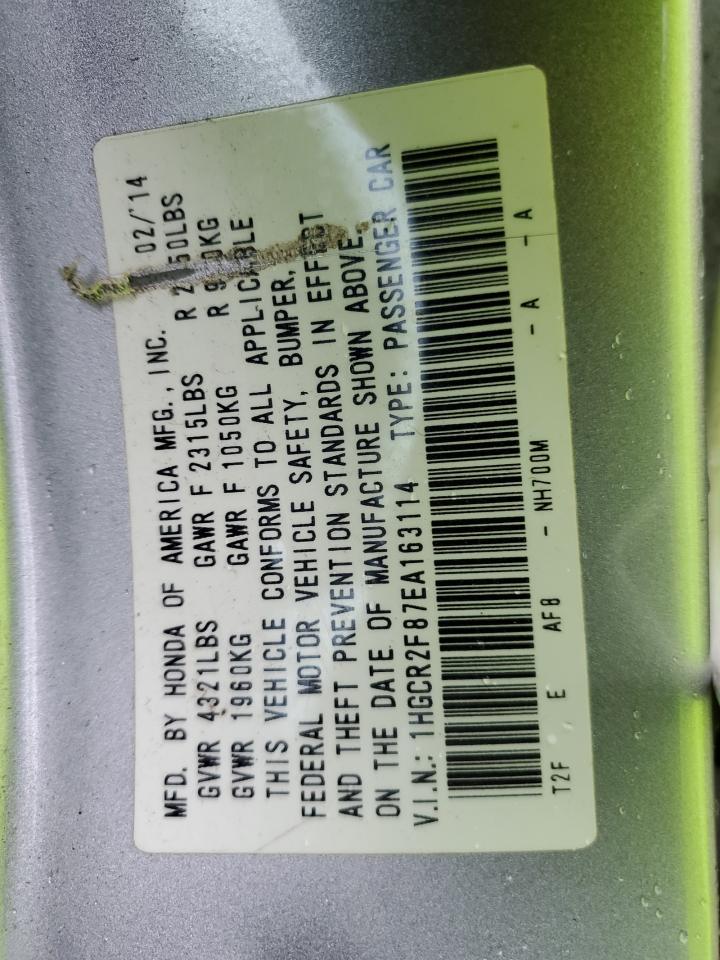 MFD. BY HONDA OF AMERICA MFG., INC. 02/'14
GVWR 4321LBS GAWR F 2315LBS R
GVWR 1960KG GAWR F 1050KG R
THIS VEHICLE CONFORMS TO ALL APPLICABLE
FEDERAL MOTOR VEHICLE SAFETY, BUMPER,
AND THEFT PREVENTION STANDARDS IN EFFECT
ON THE DATE OF MANUFACTURE SHOWN ABOVE.
V.I.N.: 1HGCR2F87EA163114 TYPE: PASSENGER CAR
T2F E AF8 - NH700M - A - A